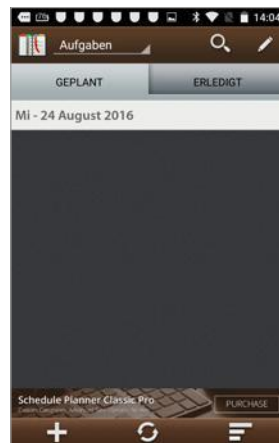 14:04
Aufgaben
GEPLANT ERLEDIGT
Mi - 24 August 2016
Schedule Planner Classic Pro
PURCHASE